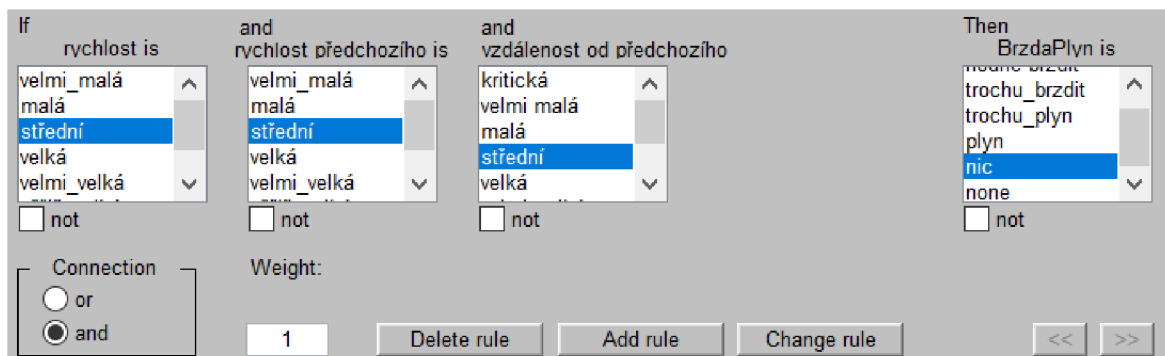 If
rychlost is
and
rychlost předchozího is
and
vzdálenost od předchozího
Then
BrzdaPlyn is
velmi_malá
malá
střední
velká
velmi_velká
velmi_malá
malá
střední
velká
velmi_velká
kritická
velmi malá
malá
střední
velká
trochu_brzdit
trochu_plyn
plyn
nic
none
not
not
not
not
Connection
or
and
Weight:
1
Delete rule
Add rule
Change rule
<<
>>